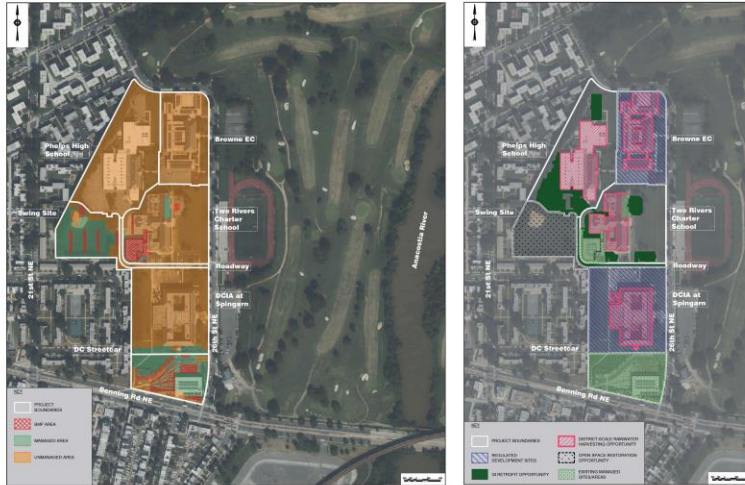 Browne EC
Phelps High
School
Swing Site
Two Rivers
Charter
School
Roadway
DCIA at
Spingarn
DC Streetcar
Benning Rd NE
21st St NE
26th St NE
Anacostia River
KEY
PROJECT
BOUNDARIES
BMP AREA
MANAGED AREA
UNMANAGED AREA
Browne EC
Phelps High
School
Swing Site
Two Rivers
Charter
School
Roadway
DCIA at
Spingarn
DC Streetcar
Benning Rd NE
21st St NE
26th St NE
Anacostia River
KEY
PROJECT BOUNDARIES
REGULATED
DEVELOPMENT SITES
GI RETROFIT OPPORTUNITY
DISTRICT-SCALE RAINWATER
HARVESTING OPPORTUNITY
OPEN SPACE RESTORATION
OPPORTUNITY
EXISTING MANAGED
SITES/AREAS